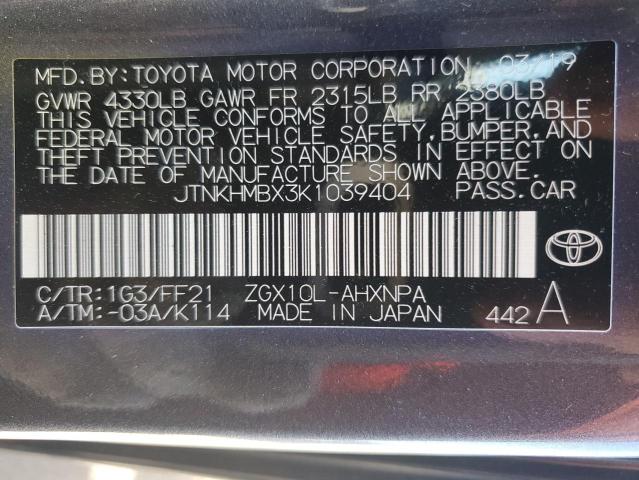 MFD. BY: TOYOTA MOTOR CORPORATION 03/19
GVWR 4330LB GAWR FR 2315LB RR 2380LB
THIS VEHICLE CONFORMS TO ALL APPLICABLE
FEDERAL MOTOR VEHICLE SAFETY, BUMPER, AND
THEFT PREVENTION STANDARDS IN EFFECT ON
THE DATE OF MANUFACTURE SHOWN ABOVE.
JTNKHMBX3K1039404 PASS.CAR
C/TR:1G3/FF21 ZGX10L-AHXNPA
A/TM:-03A/K114 MADE IN JAPAN 442 A